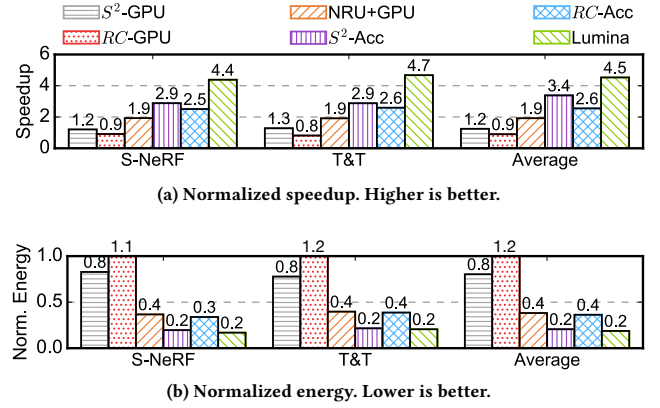 S²-GPU NRU+GPU RC-Acc
RC-GPU S²-Acc Lumina
Speedup
6
4
2
0
1.2 0.9 1.9 2.9 2.5 4.4
1.3 0.8 1.9 2.9 2.6 4.7
1.2 0.9 1.9 3.4 2.6 4.5
S-NeRF T&T Average
(a) Normalized speedup. Higher is better.
Norm. Energy
1.0
0.5
0.0
0.8 1.1 0.4 0.2 0.3 0.2
0.8 1.2 0.4 0.2 0.4 0.2
0.8 1.2 0.4 0.2 0.4 0.2
S-NeRF T&T Average
(b) Normalized energy. Lower is better.